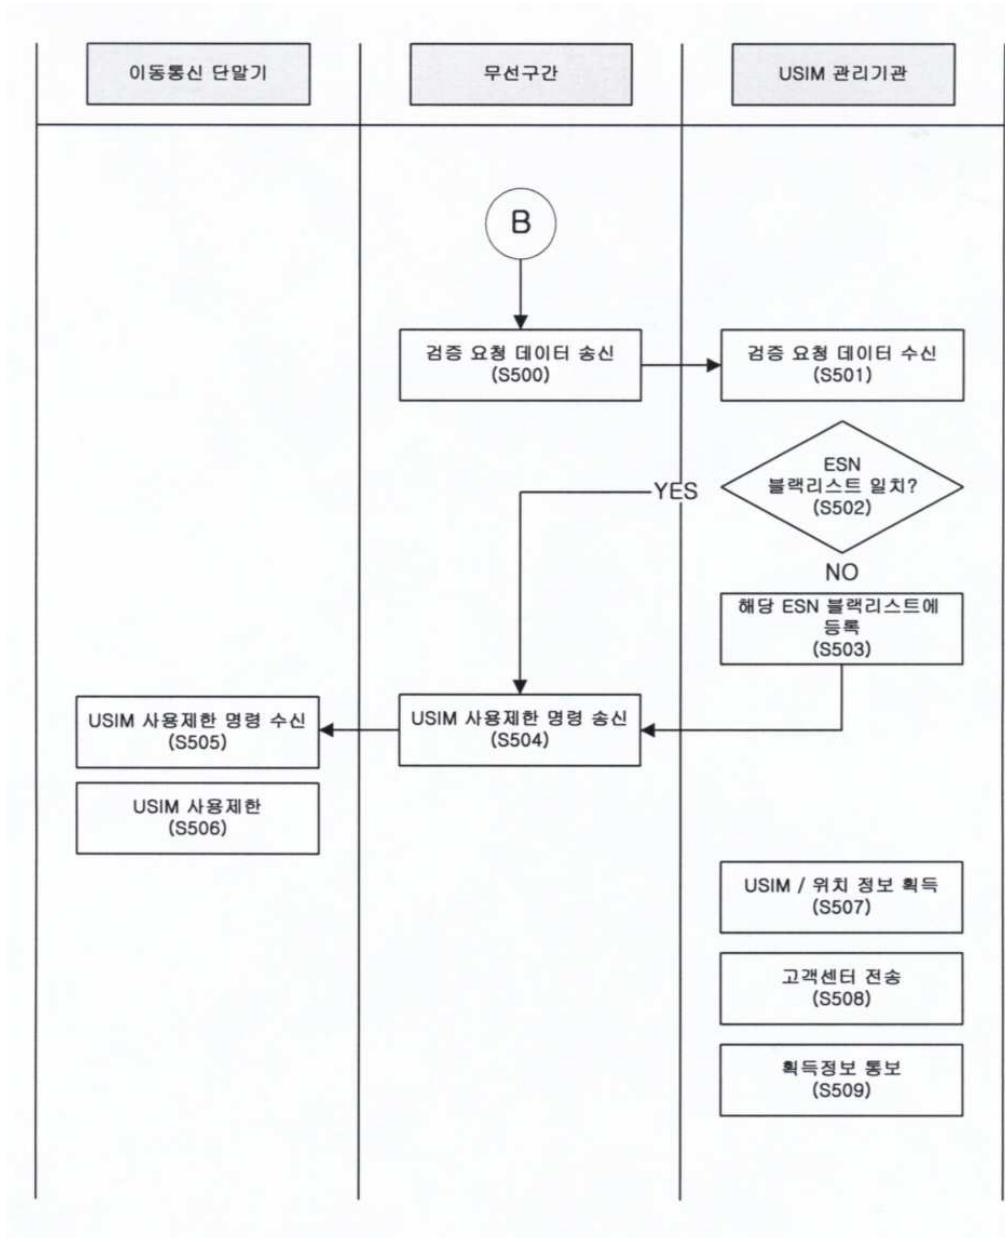 이동통신 단말기
무선구간
USIM 관리기관
B
검증 요청 데이터 송신
(S500)
검증 요청 데이터 수신
(S501)
ESN
블랙리스트 일치?
(S502)
YES
NO
해당 ESN 블랙리스트에
등록
(S503)
USIM 사용제한 명령 수신
(S505)
USIM 사용제한 명령 송신
(S504)
USIM 사용제한
(S506)
USIM / 위치 정보 획득
(S507)
고객센터 전송
(S508)
획득정보 통보
(S509)